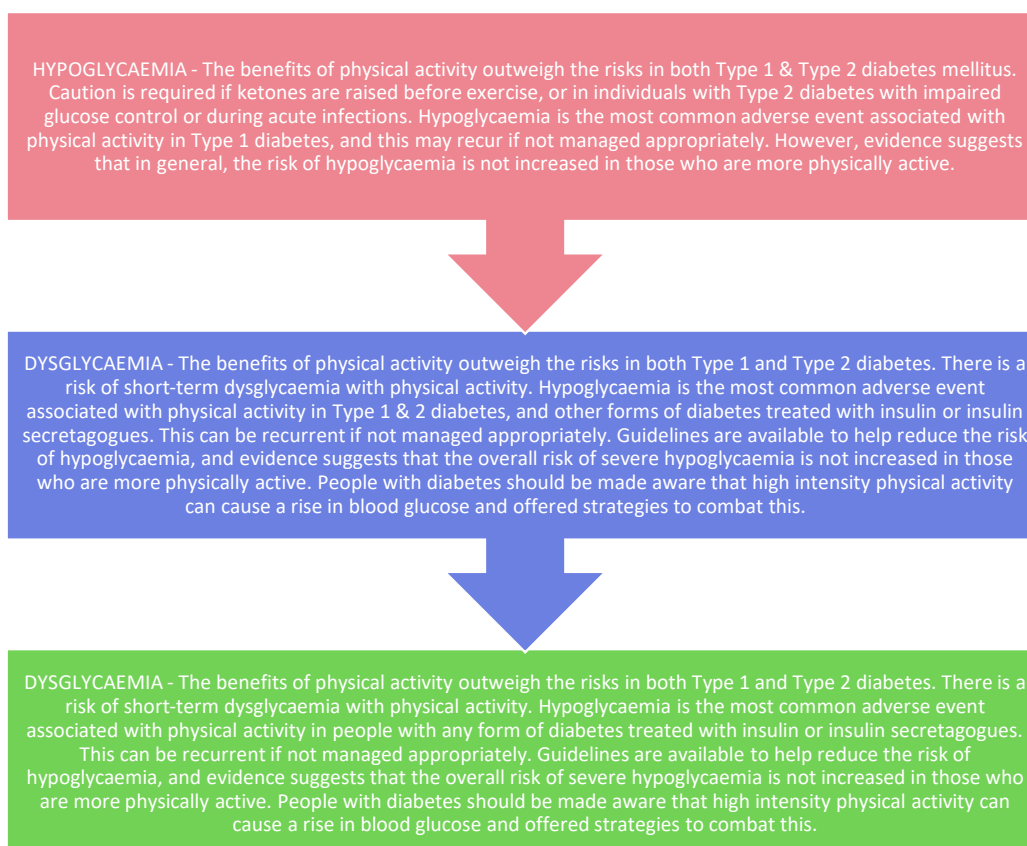 HYPOGLYCAEMIA - The benefits of physical activity outweigh the risks in both Type 1 & Type 2 diabetes mellitus.
Caution is required if ketones are raised before exercise, or in individuals with Type 2 diabetes with impaired
glucose control or during acute infections. Hypoglycaemia is the most common adverse event associated with
physical activity in Type 1 diabetes, and this may recur if not managed appropriately. However, evidence suggests
that in general, the risk of hypoglycaemia is not increased in those who are more physically active.
DYSGLYCAEMIA - The benefits of physical activity outweigh the risks in both Type 1 and Type 2 diabetes. There is a
risk of short-term dysglycaemia with physical activity. Hypoglycaemia is the most common adverse event
associated with physical activity in Type 1 & 2 diabetes, and other forms of diabetes treated with insulin or insulin
secretagogues. This can be recurrent if not managed appropriately. Guidelines are available to help reduce the risk
of hypoglycaemia, and evidence suggests that the overall risk of severe hypoglycaemia is not increased in those
who are more physically active. People with diabetes should be made aware that high intensity physical activity
can cause a rise in blood glucose and offered strategies to combat this.
DYSGLYCAEMIA - The benefits of physical activity outweigh the risks in both Type 1 and Type 2 diabetes. There is a
risk of short-term dysglycaemia with physical activity. Hypoglycaemia is the most common adverse event
associated with physical activity in people with any form of diabetes treated with insulin or insulin secretagogues.
This can be recurrent if not managed appropriately. Guidelines are available to help reduce the risk of
hypoglycaemia, and evidence suggests that the overall risk of severe hypoglycaemia is not increased in those who
are more physically active. People with diabetes should be made aware that high intensity physical activity can
cause a rise in blood glucose and offered strategies to combat this.